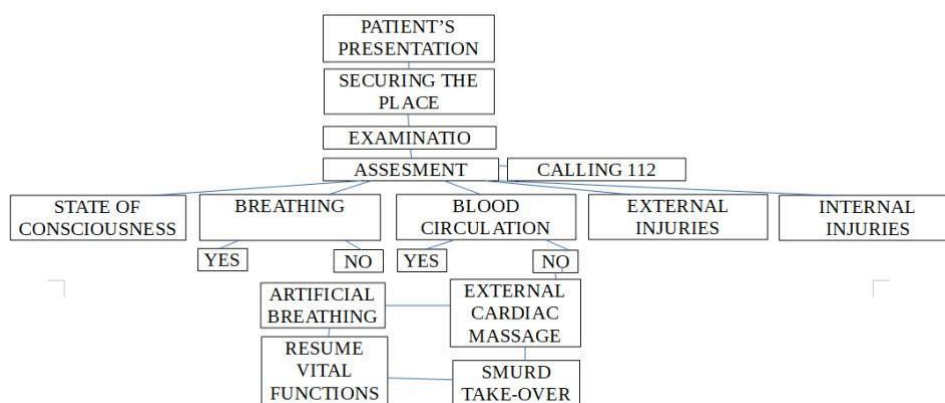 PATIENT'S
PRESENTATION
SECURING THE
PLACE
EXAMINATIO
ASSESMENT
CALLING 112
STATE OF
CONSCIOUSNESS
BREATHING
BLOOD
CIRCULATION
EXTERNAL
INJURIES
INTERNAL
INJURIES
YES
NO
YES
NO
ARTIFICIAL
BREATHING
EXTERNAL
CARDIAC
MASSAGE
RESUME
VITAL
FUNCTIONS
SMURD
TAKE-OVER